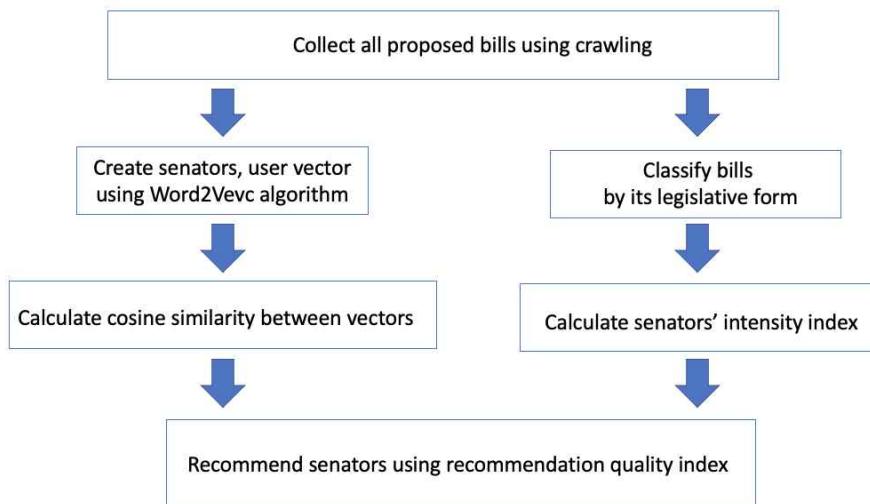 Collect all proposed bills using crawling
Create senators, user vector
using Word2Vevc algorithm
Classify bills
by its legislative form
Calculate cosine similarity between vectors
Calculate senators’ intensity index
Recommend senators using recommendation quality index